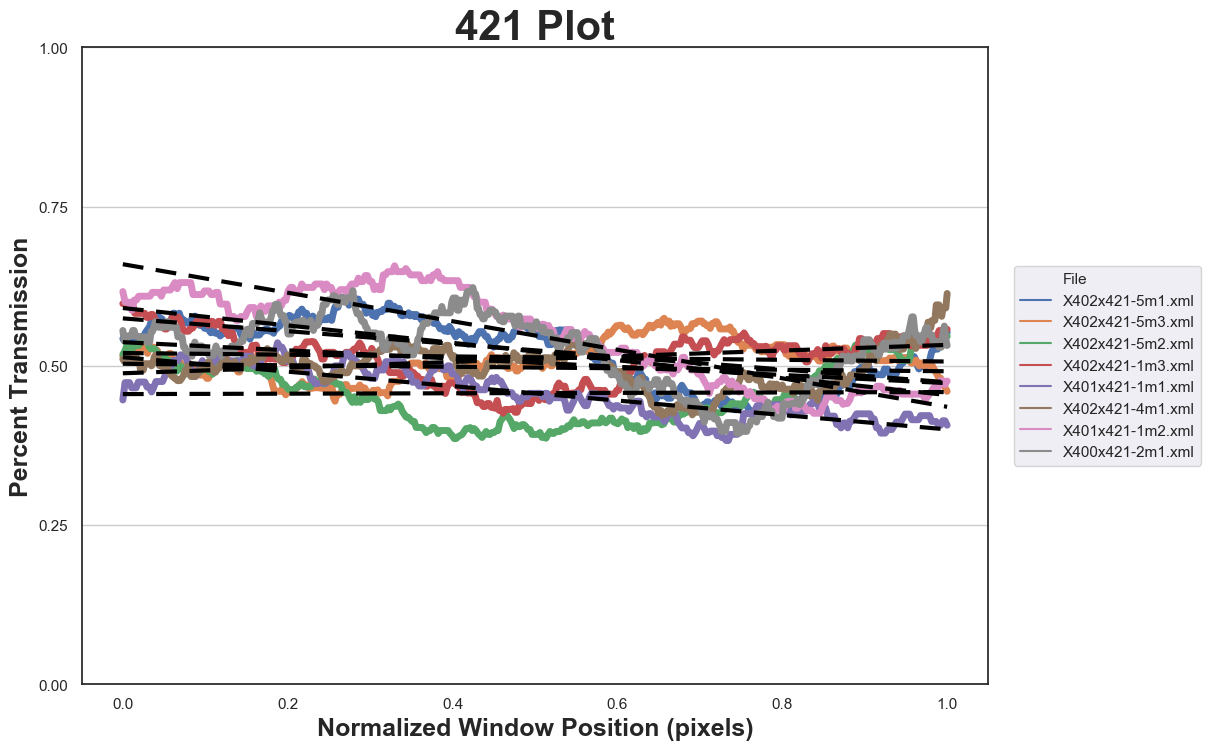 421 Plot
Percent Transmission
1.00
0.75
0.50
0.25
0.00
0.0 0.2 0.4 0.6 0.8 1.0
Normalized Window Position (pixels)
File
X402x421-5m1.xml
X402x421-5m3.xml
X402x421-5m2.xml
X402x421-1m3.xml
X401x421-1m1.xml
X402x421-4m1.xml
X401x421-1m2.xml
X400x421-2m1.xml